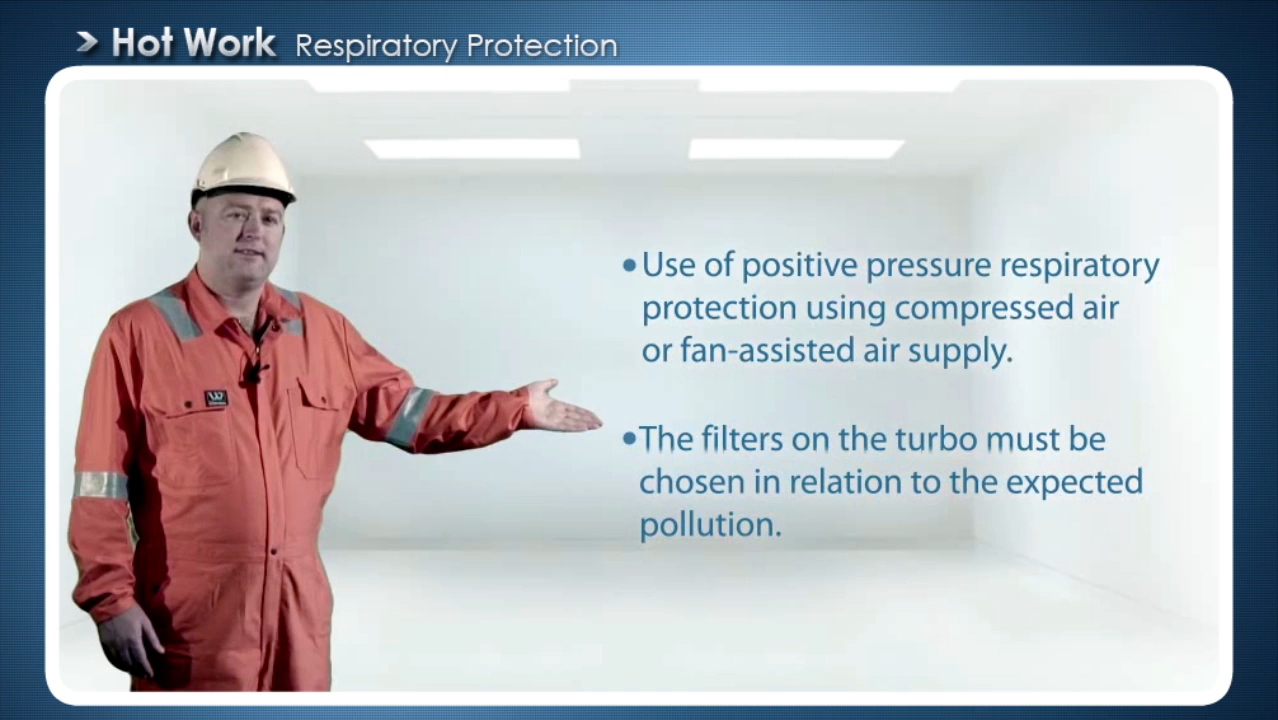 > Hot Work Respiratory Protection
•Use of positive pressure respiratory
protection using compressed air
or fan-assisted air supply.
•The filters on the turbo must be
chosen in relation to the expected
pollution.
W